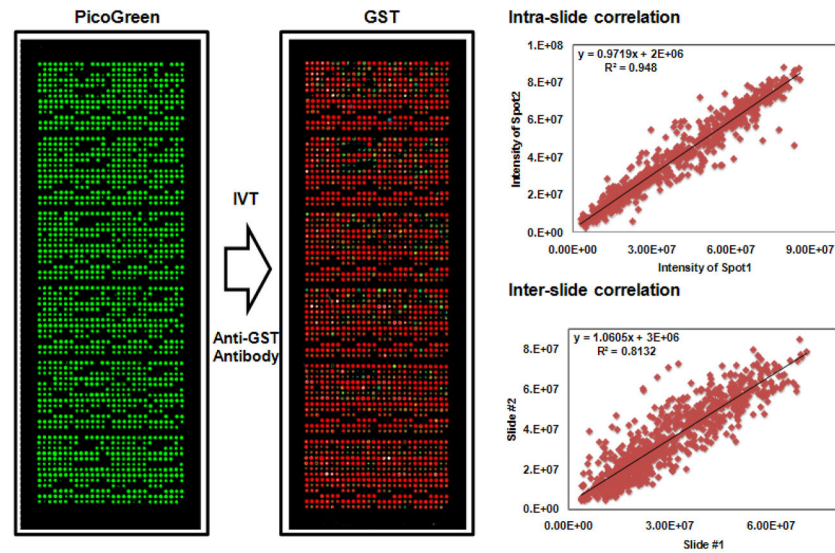 PicoGreen
GST
IVT
Anti-GST
Antibody
Intra-slide correlation
1.E+08
8.E+07
6.E+07
4.E+07
2.E+07
0.E+00
Intensity of Spot2
y = 0.9719x + 2E+06
R² = 0.948
0.00E+00 3.00E+07 6.00E+07 9.00E+07
Intensity of Spot1
Inter-slide correlation
8.E+07
6.E+07
4.E+07
2.E+07
0.E+00
Slide #2
y = 1.0605x + 3E+06
R² = 0.8132
0.00E+00 3.00E+07 6.00E+07
Slide #1